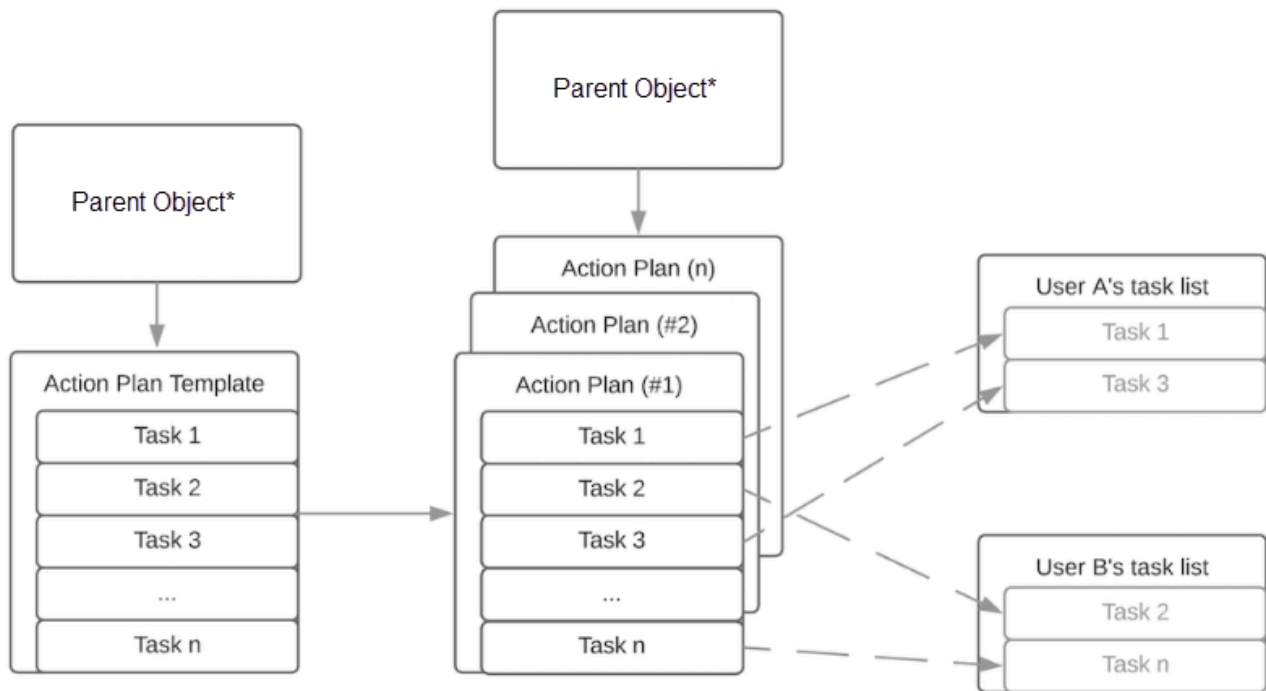 Parent Object*
Parent Object*
Action Plan Template
Task 1
Task 2
Task 3
...
Task n
Action Plan (n)
Action Plan (#2)
Action Plan (#1)
Task 1
Task 2
Task 3
...
Task n
User A's task list
Task 1
Task 3
User B's task list
Task 2
Task n